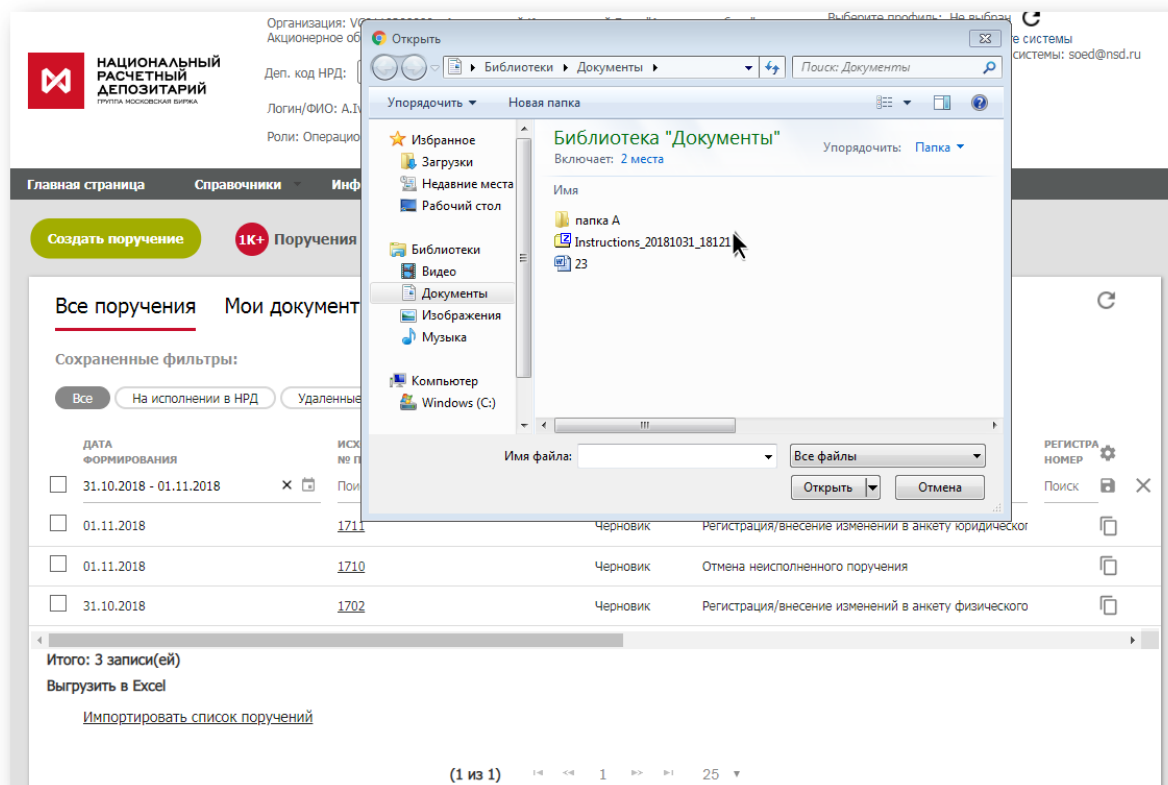 НАЦИОНАЛЬНЫЙ
РАСЧЕТНЫЙ
ДЕПОЗИТАРИЙ
ГРУППА МОСКОВСКАЯ БИРЖА
Организация:
Акционерное об
Деп. код НРД:
Логин/ФИО: A.Iv
Роли: Операцио
Выберите профиль: Не выбран
е системы
системы: soed@nsd.ru
Главная страница Справочники Инф
Создать поручение 1K+ Поручения
Все поручения Мои документ
Сохраненные фильтры:
Все На исполнении в НРД Удаленные
Открыть
Библиотеки Документы Поиск: Документы
Упорядочить Новая папка
Избранное
Загрузки
Недавние места
Рабочий стол
Библиотеки
Видео
Документы
Изображения
Музыка
Компьютер
Windows (C:)
Библиотека "Документы"
Включает: 2 места
Упорядочить: Папка
Имя
папка А
Instructions_20181031_18121
23
Имя файла: Все файлы
Открыть Отмена
ДАТА
ФОРМИРОВАНИЯ
ИСХ
№ П
РЕГИСТРА
НОМЕР
31.10.2018 - 01.11.2018 Пои Поиск
01.11.2018 1711 Черновик Регистрация/внесение изменений в анкету юридическог
01.11.2018 1710 Черновик Отмена неисполненного поручения
31.10.2018 1702 Черновик Регистрация/внесение изменений в анкету физического
Итого: 3 записи(ей)
Выгрузить в Excel
Импортировать список поручений
(1 из 1) 1 25